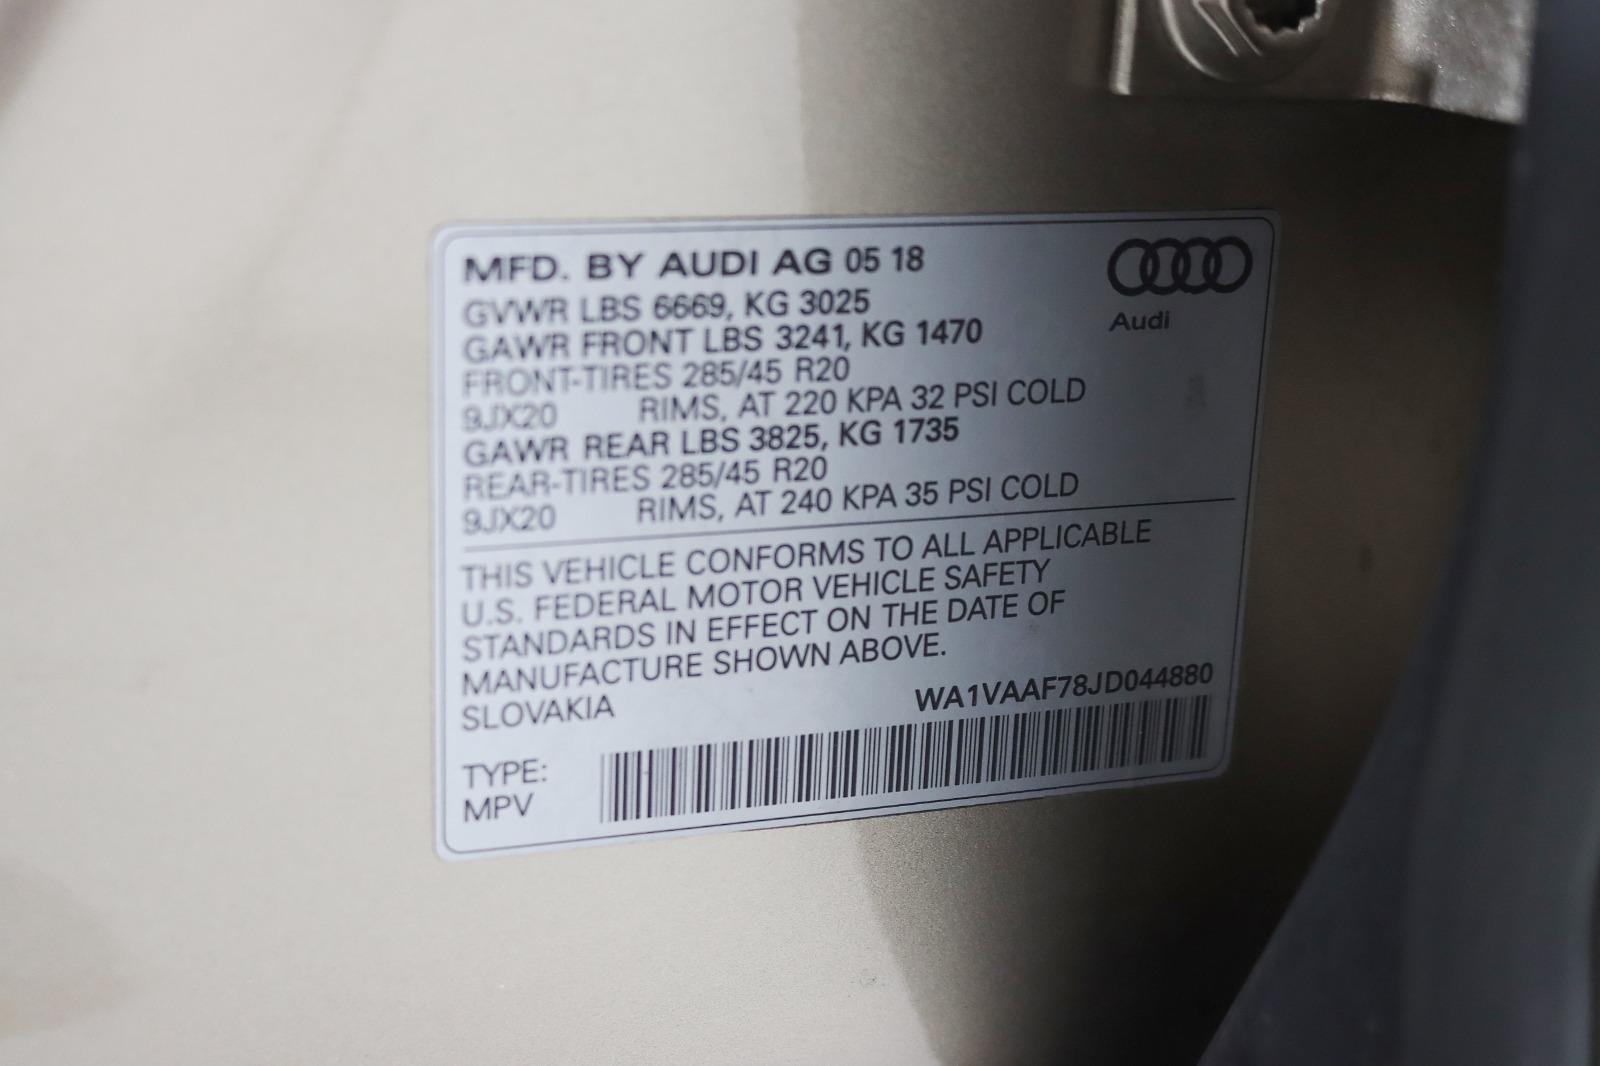 MFD. BY AUDI AG 05 18
GVWR LBS 6669, KG 3025
GAWR FRONT LBS 3241, KG 1470
FRONT-TIRES 285/45 R20
9JX20 RIMS, AT 220 KPA 32 PSI COLD
GAWR REAR LBS 3825, KG 1735
REAR-TIRES 285/45 R20
9JX20 RIMS, AT 240 KPA 35 PSI COLD
Audi
THIS VEHICLE CONFORMS TO ALL APPLICABLE
U.S. FEDERAL MOTOR VEHICLE SAFETY
STANDARDS IN EFFECT ON THE DATE OF
MANUFACTURE SHOWN ABOVE.
SLOVAKIA
WA1VAAF78JD044880
TYPE:
MPV